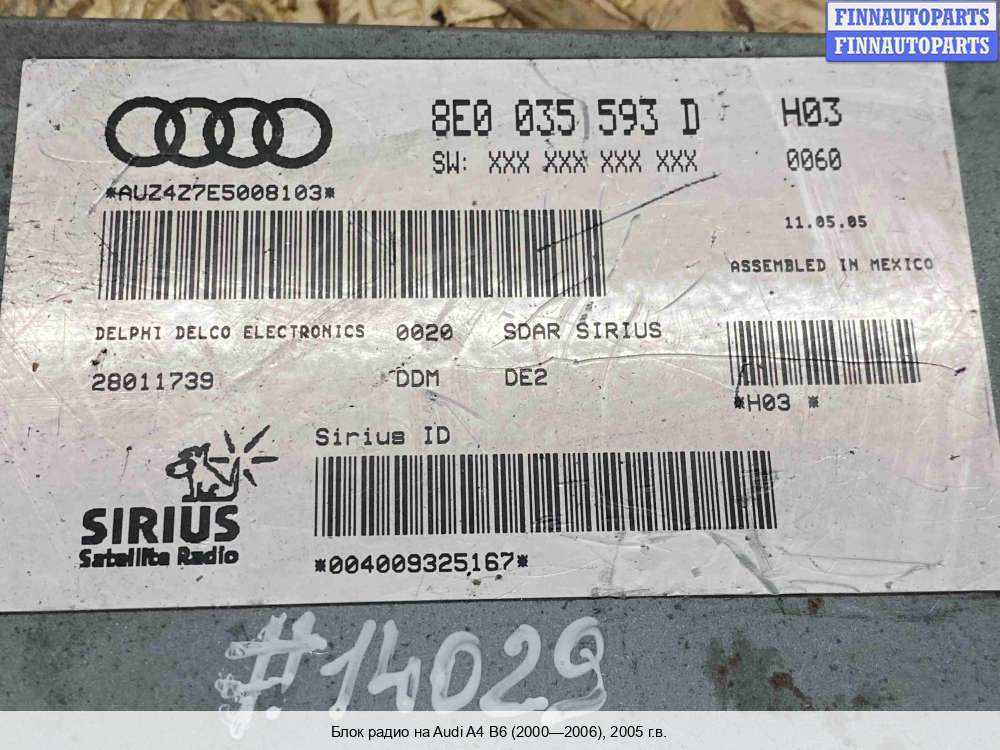 FINNAUTOPARTS
FINNAUTOPARTS
8E0 035 593 D H03
SW: XXX XXX XXX XXX 0060
*AUZ4Z7E5008103*
11.05.05
ASSEMBLED IN MEXICO
DELPHI DELCO ELECTRONICS 0020 SDAR SIRIUS
28011739 DDM DE2
*H03 *
Sirius ID
SIRIUS
Satellite Radio
*004009325167*
#14029
Блок радио на Audi A4 B6 (2000—2006), 2005 г.в.